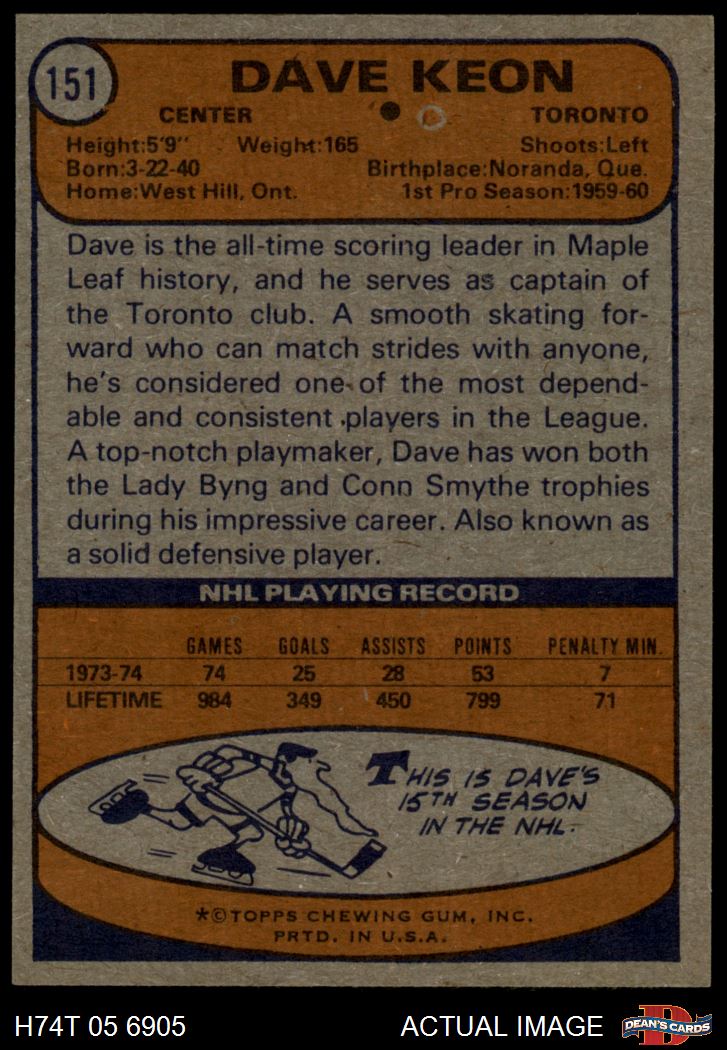 151
DAVE KEON
CENTER TORONTO
Height:5'9" Weight:165 Shoots:Left
Born:3-22-40 Birthplace:Noranda, Que.
Home:West Hill, Ont. 1st Pro Season:1959-60
Dave is the all-time scoring leader in Maple
Leaf history, and he serves as captain of
the Toronto club. A smooth skating for-
ward who can match strides with anyone,
he's considered one of the most depend-
able and consistent players in the League.
A top-notch playmaker, Dave has won both
the Lady Byng and Conn Smythe trophies
during his impressive career. Also known as
a solid defensive player.
NHL PLAYING RECORD
GAMES GOALS ASSISTS POINTS PENALTY MIN.
1973-74 74 25 28 53 7
LIFETIME 984 349 450 799 71
THIS IS DAVE'S
15TH SEASON
IN THE NHL.
*©TOPPS CHEWING GUM, INC.
PRTD. IN U.S.A.
H74T 05 6905 ACTUAL IMAGE
D
DEAN'S CARDS